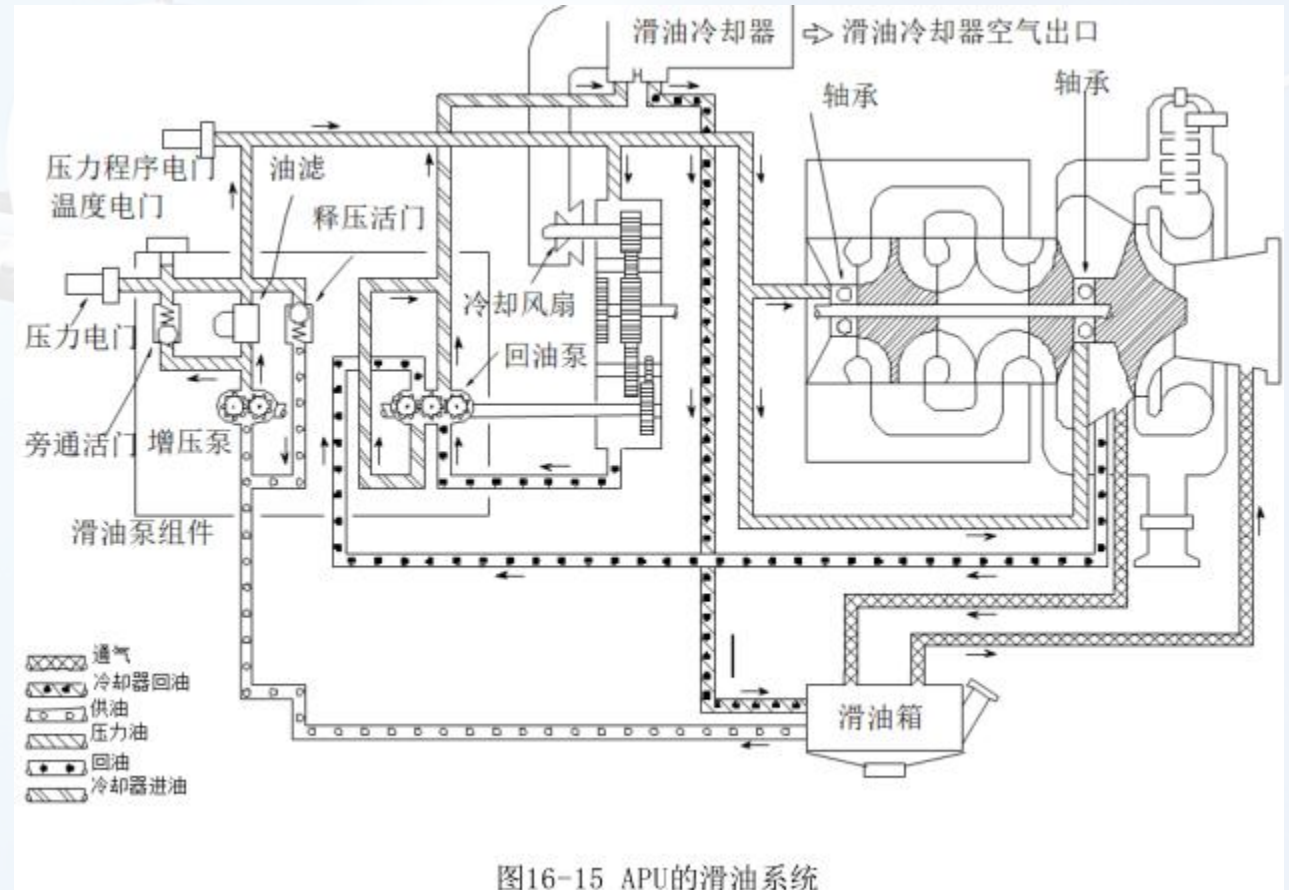 滑油冷却器
滑油冷却器空气出口
轴承
轴承
压力程序电门
温度电门
油滤
释压活门
压力电门
冷却风扇
回油泵
旁通活门
增压泵
滑油泵组件
通气
冷却器回油
供油
压力油
回油
冷却器进油
滑油箱
图16-15 APU的滑油系统